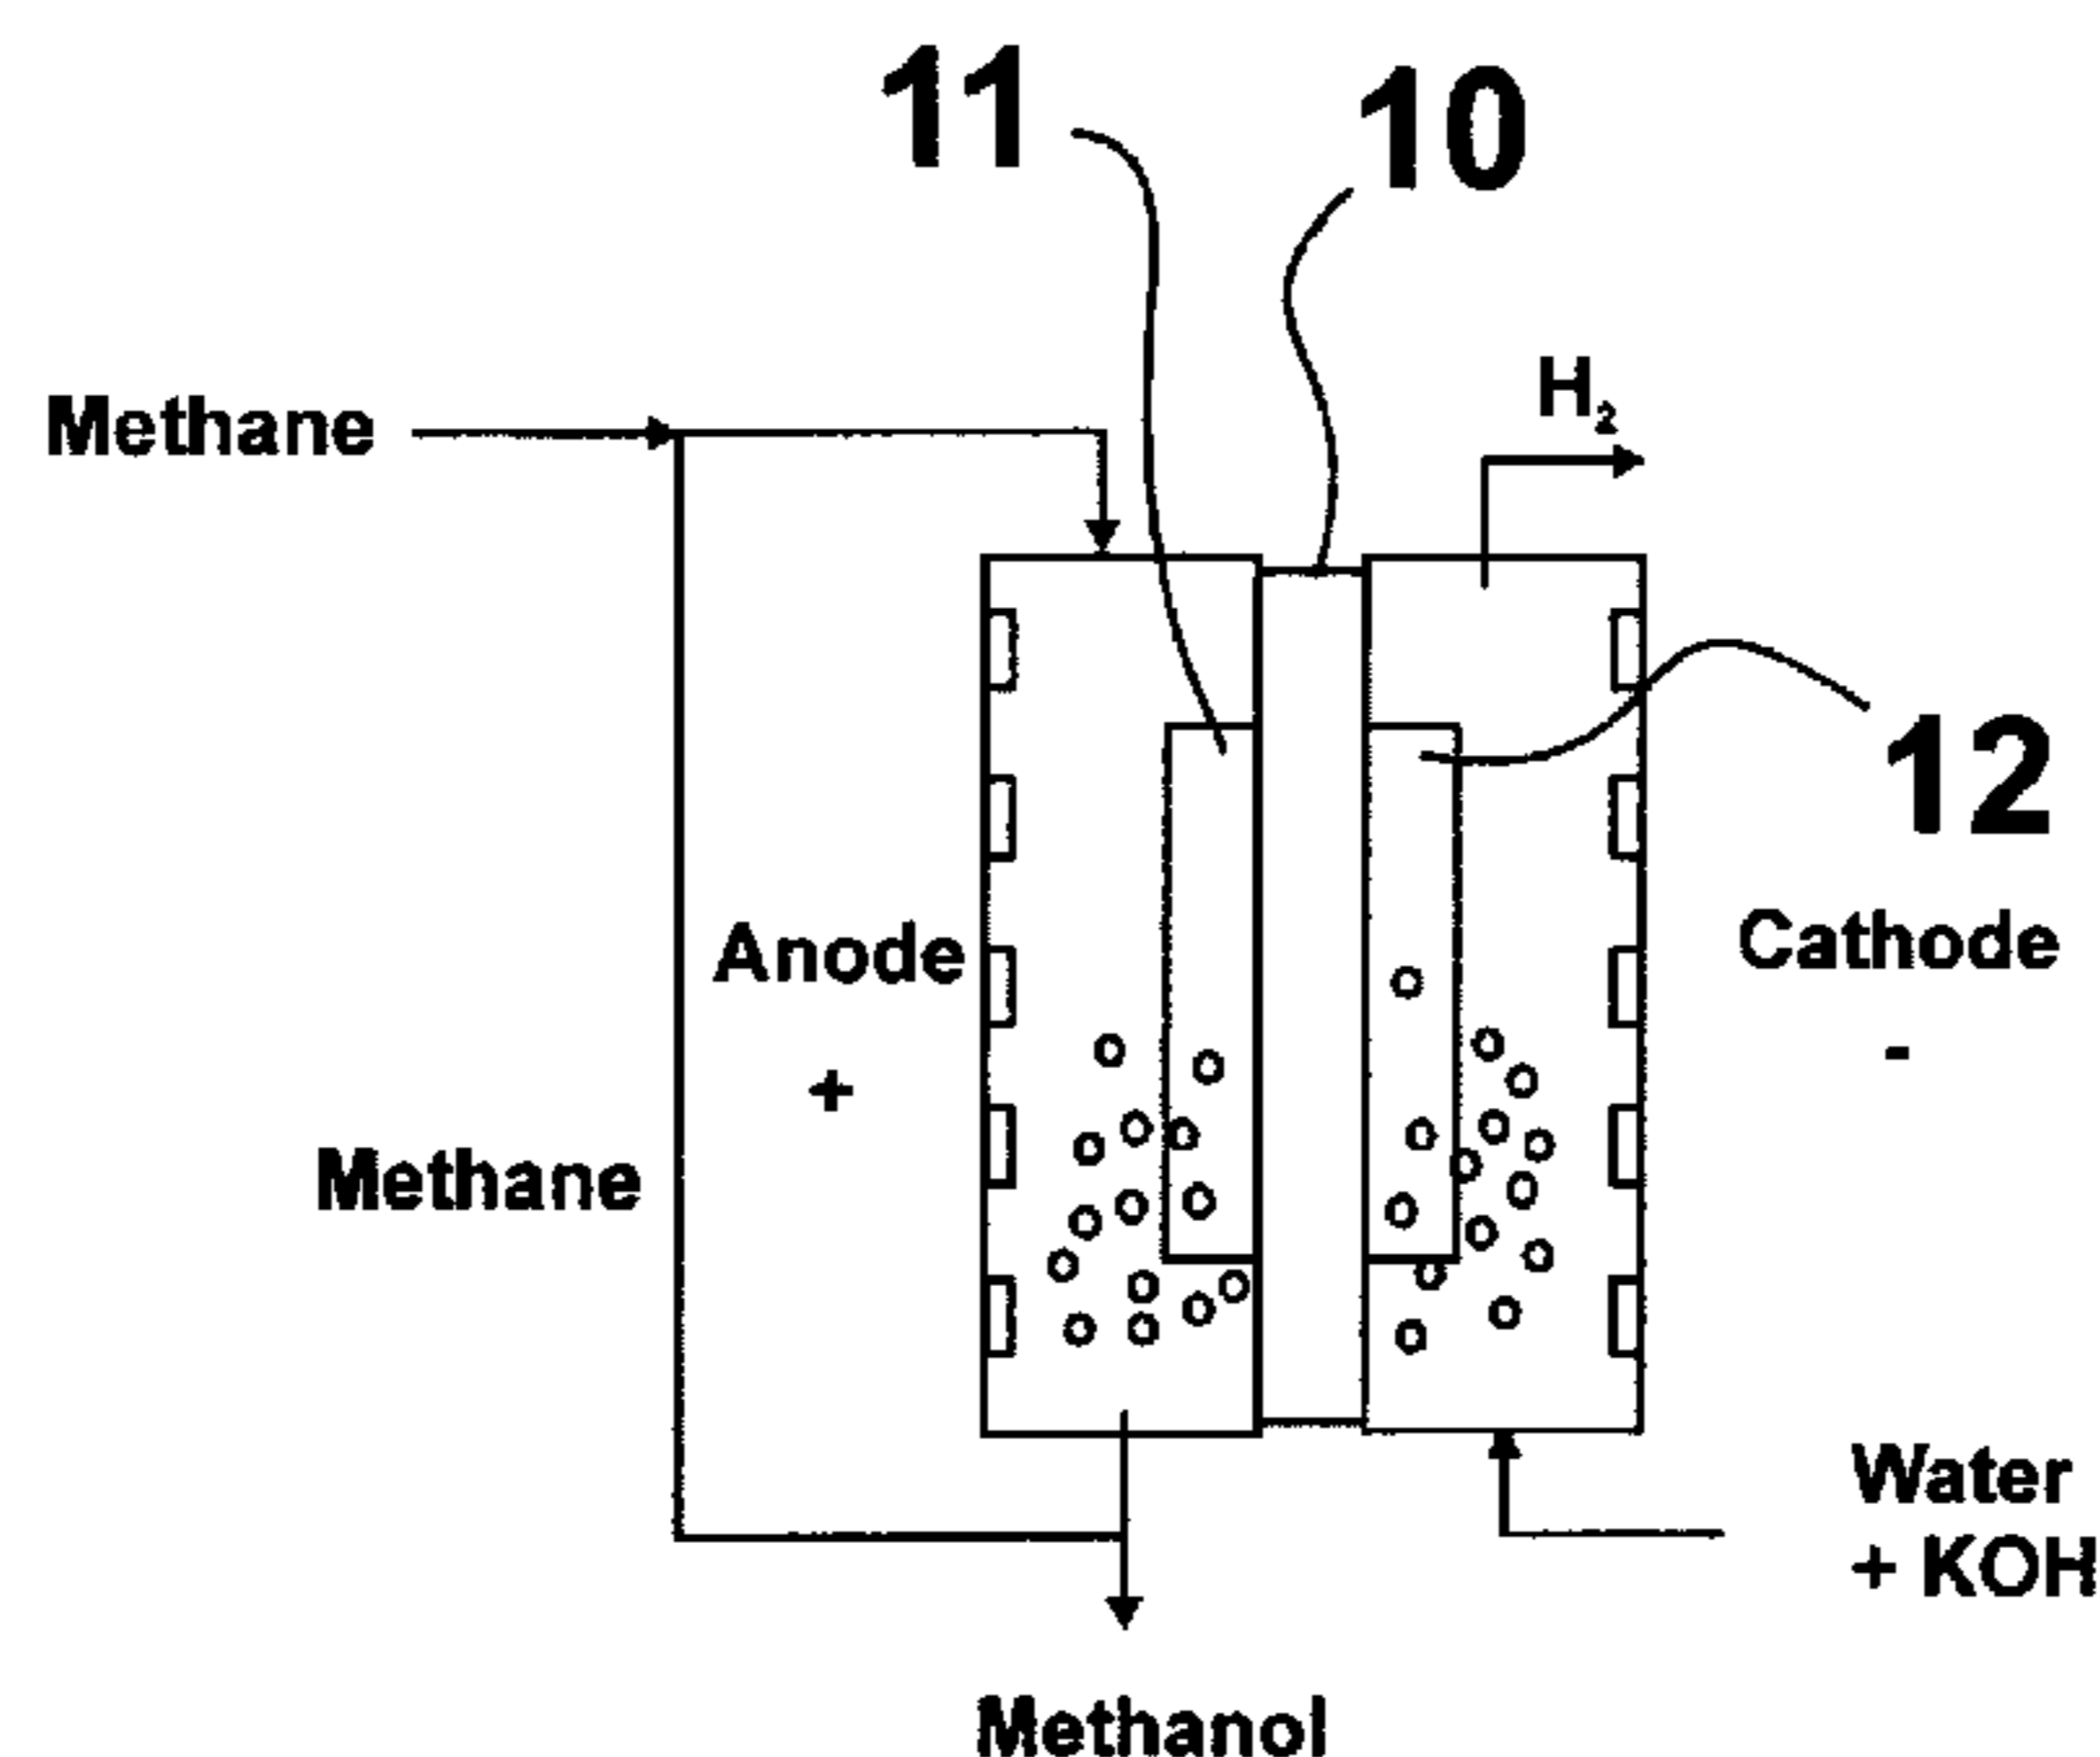 11
10
H₂
Methane
12
Anode
+
Cathode
-
Methane
Water
+ KOH
Methanol